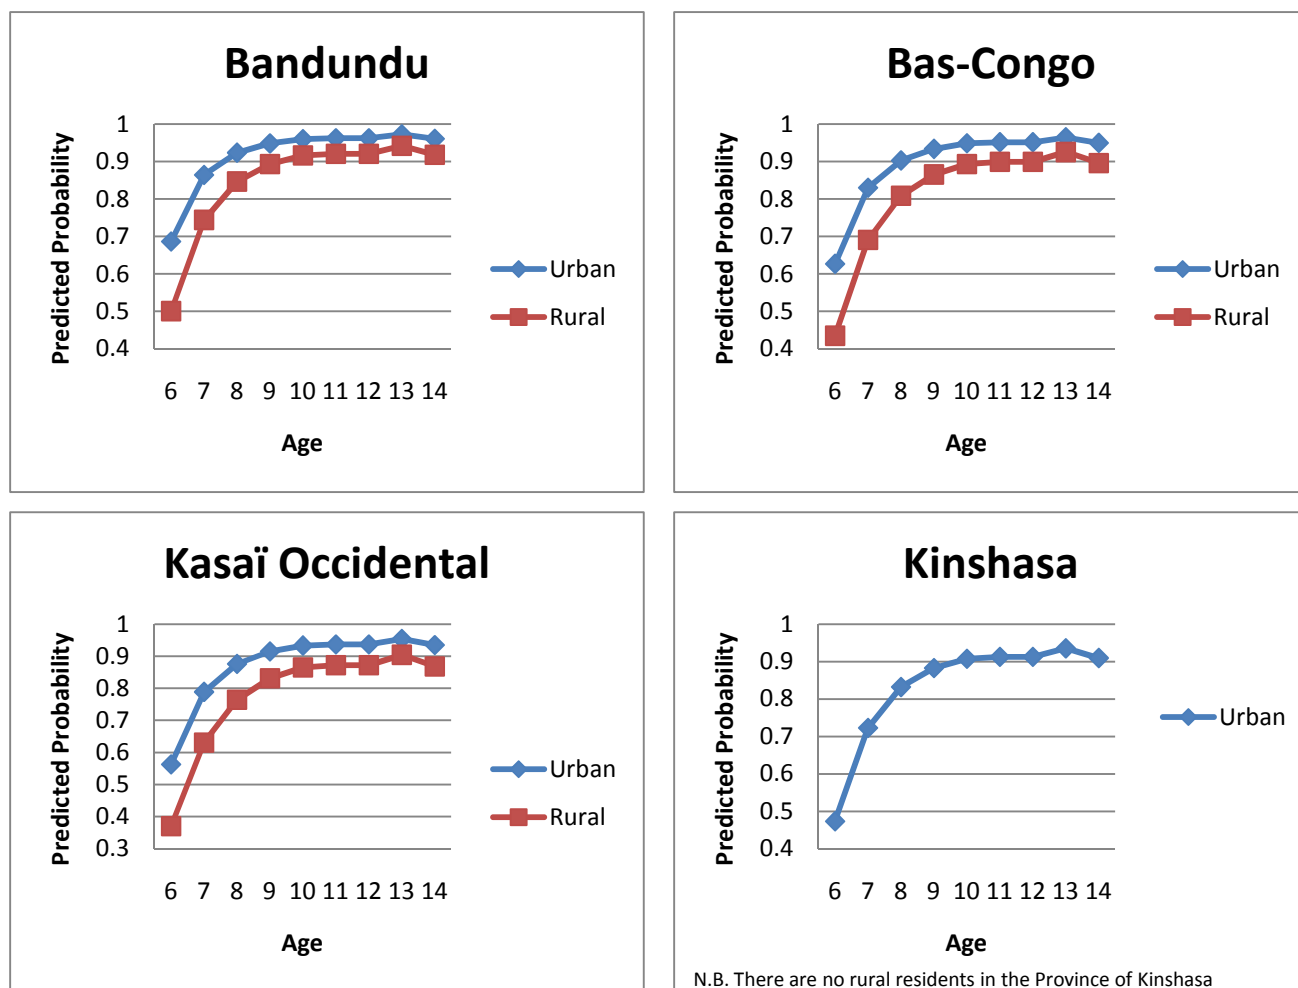 Bandundu
Predicted Probability
1
0.9
0.8
0.7
0.6
0.5
0.4
6 7 8 9 10 11 12 13 14
Age
Urban
Rural
Bas-Congo
Predicted Probability
1
0.9
0.8
0.7
0.6
0.5
0.4
6 7 8 9 10 11 12 13 14
Age
Urban
Rural
Kasaï Occidental
Predicted Probability
1
0.9
0.8
0.7
0.6
0.5
0.4
0.3
6 7 8 9 10 11 12 13 14
Age
Urban
Rural
Kinshasa
Predicted Probability
1
0.9
0.8
0.7
0.6
0.5
0.4
6 7 8 9 10 11 12 13 14
Age
Urban
N.B. There are no rural residents in the Province of Kinshasa